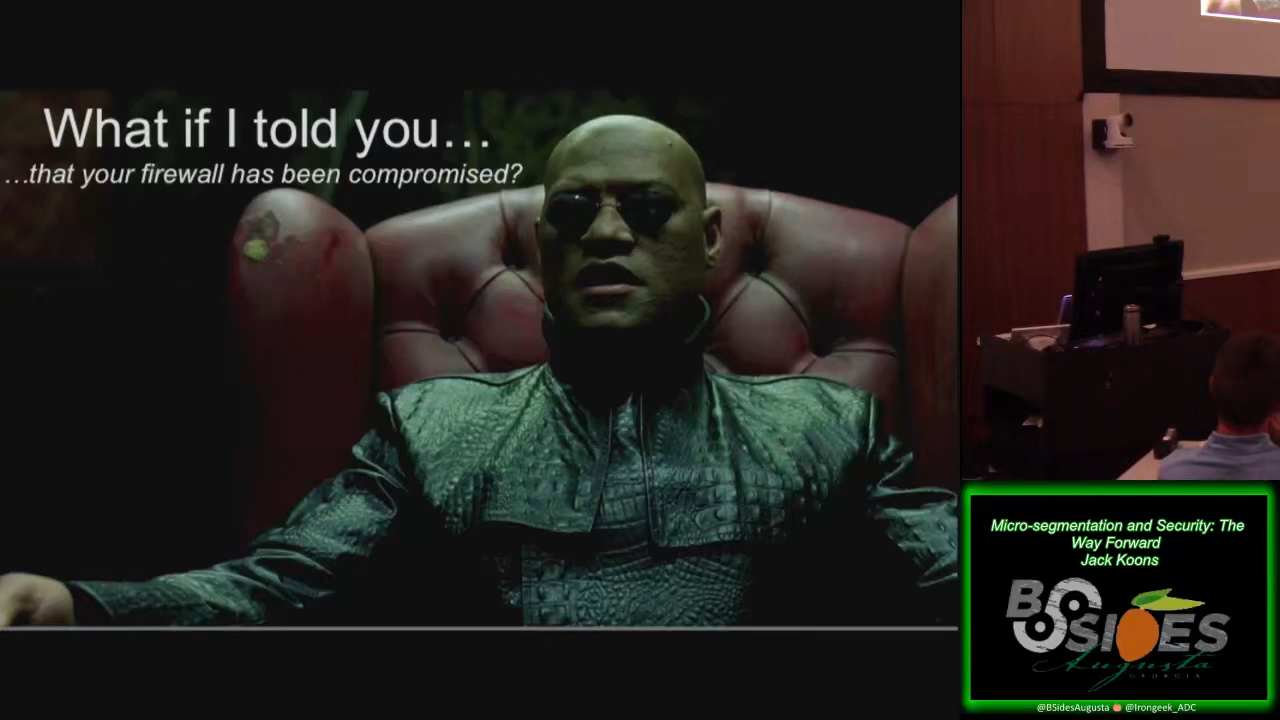 What if I told you…
…that your firewall has been compromised?
Micro-segmentation and Security: The
Way Forward
Jack Koons
BSIDES
Augusta
GEORGIA
@BSidesAugusta @Irongeek_ADC